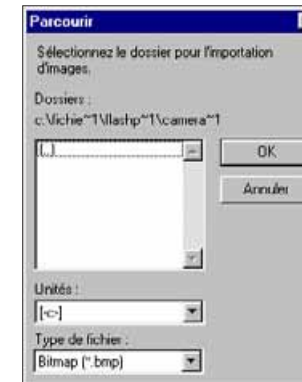 Parcourir
Sélectionnez le dossier pour l'importation
d'images.
Dossiers :
c:\fichie~1\flashp~1\camera~1
[..]
OK
Annuler
Unités :
[-c-]
Type de fichier :
Bitmap (*.bmp)